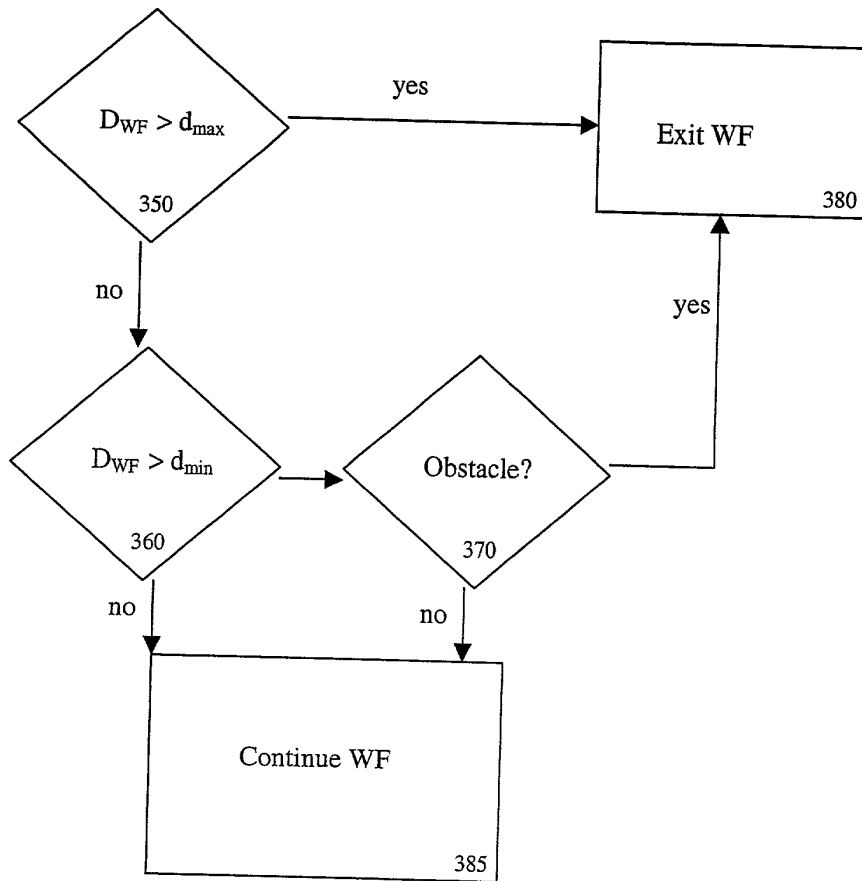 D_WF > d_max
350
yes
Exit WF
380
no
yes
D_WF > d_min
360
Obstacle?
370
no
no
Continue WF
385